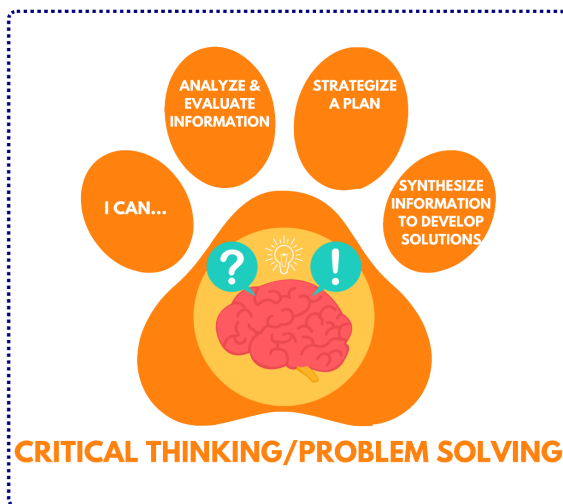 I CAN...
ANALYZE &
EVALUATE
INFORMATION
STRATEGIZE
A PLAN
SYNTHESIZE
INFORMATION
TO DEVELOP
SOLUTIONS
? !
CRITICAL THINKING/PROBLEM SOLVING